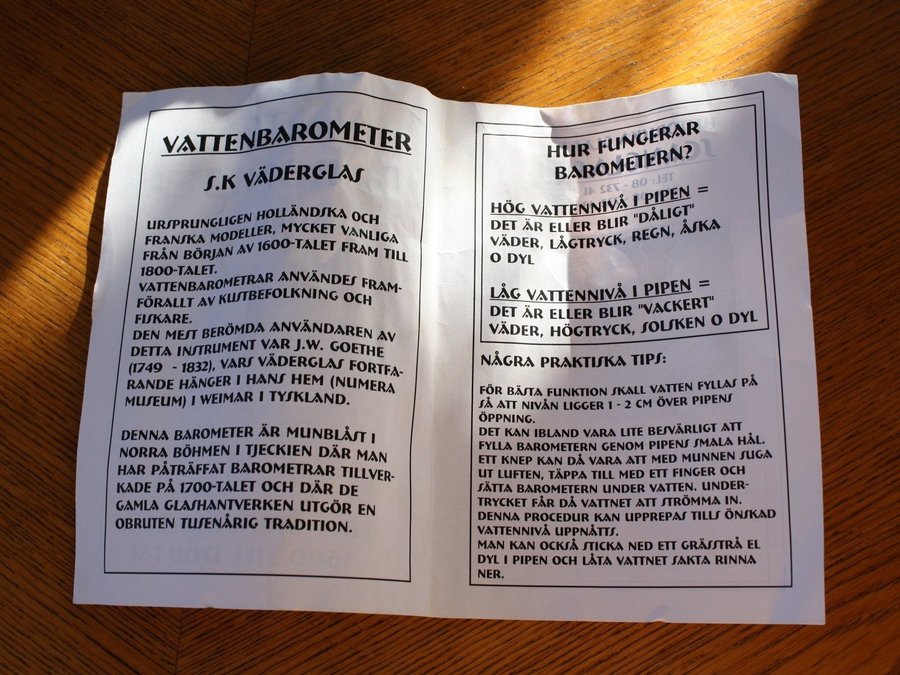 VATTENBAROMETER
S.K VÄDERGLAS
URSPRUNGLIGEN HOLLÄNDSKA OCH
FRANSKA MODELLER, MYCKET VANLIGA
FRÅN BÖRJAN AV 1600-TALET FRAM TILL
1800-TALET.
VATTENBAROMETRAR ANVÄNDES FRAM-
FÖRALLT AV KUSTBEFOLKNING OCH
FISKARE.
DEN MEST BERÖMDA ANVÄNDAREN AV
DETTA INSTRUMENT VAR J.W. GOETHE
(1749 - 1832), VARS VÄDERGLAS FORTFA-
RANDE HÄNGER I HANS HEM (NUMERA
MUSEUM) I WEIMAR I TYSKLAND.
DENNA BAROMETER ÄR MUNBLÅST I
NORRA BÖHMEN I TJECKIEN DÄR MAN
HAR PÅTRÄFFAT BAROMETRAR TILLVER-
KADE PÅ 1700-TALET OCH DÄR DE
GAMLA GLASHANTVERKEN UTGÖR EN
OBRUTEN TUSENÅRIG TRADITION.
HUR FUNGERAR
BAROMETERN?
HÖG VATTENNIVÅ I PIPEN =
DET ÄR ELLER BLIR "DÅLIGT"
VÄDER, LÅGTRYCK, REGN, ÅSKA
O DYL
LÅG VATTENNIVÅ I PIPEN =
DET ÄR ELLER BLIR "VACKERT"
VÄDER, HÖGTRYCK, SOLSKEN O DYL
NÅGRA PRAKTISKA TIPS:
FÖR BÄSTA FUNKTION SKALL VATTEN FYLLAS PÅ
SÅ ATT NIVÅN LIGGER 1 - 2 CM ÖVER PIPENS
ÖPPNING.
DET KAN IBLAND VARA LITE BESVÄRLIGT ATT
FYLLA BAROMETERN GENOM PIPENS SMALA HÅL.
ETT KNEP KAN DÅ VARA ATT MED MUNNEN SUGA
UT LUFTEN, TÄPPA TILL MED ETT FINGER OCH
SÄTTA BAROMETERN UNDER VATTEN. UNDER-
TRYCKET FÅR DÅ VATTNET ATT STRÖMMA IN.
DENNA PROCEDUR KAN UPPREPAS TILLS ÖNSKAD
VATTENNIVÅ UPPNÅTTS.
MAN KAN OCKSÅ STICKA NED ETT GRÄSSTRÅ EL
DYL I PIPEN OCH LÅTA VATTNET SAKTA RINNA
NER.